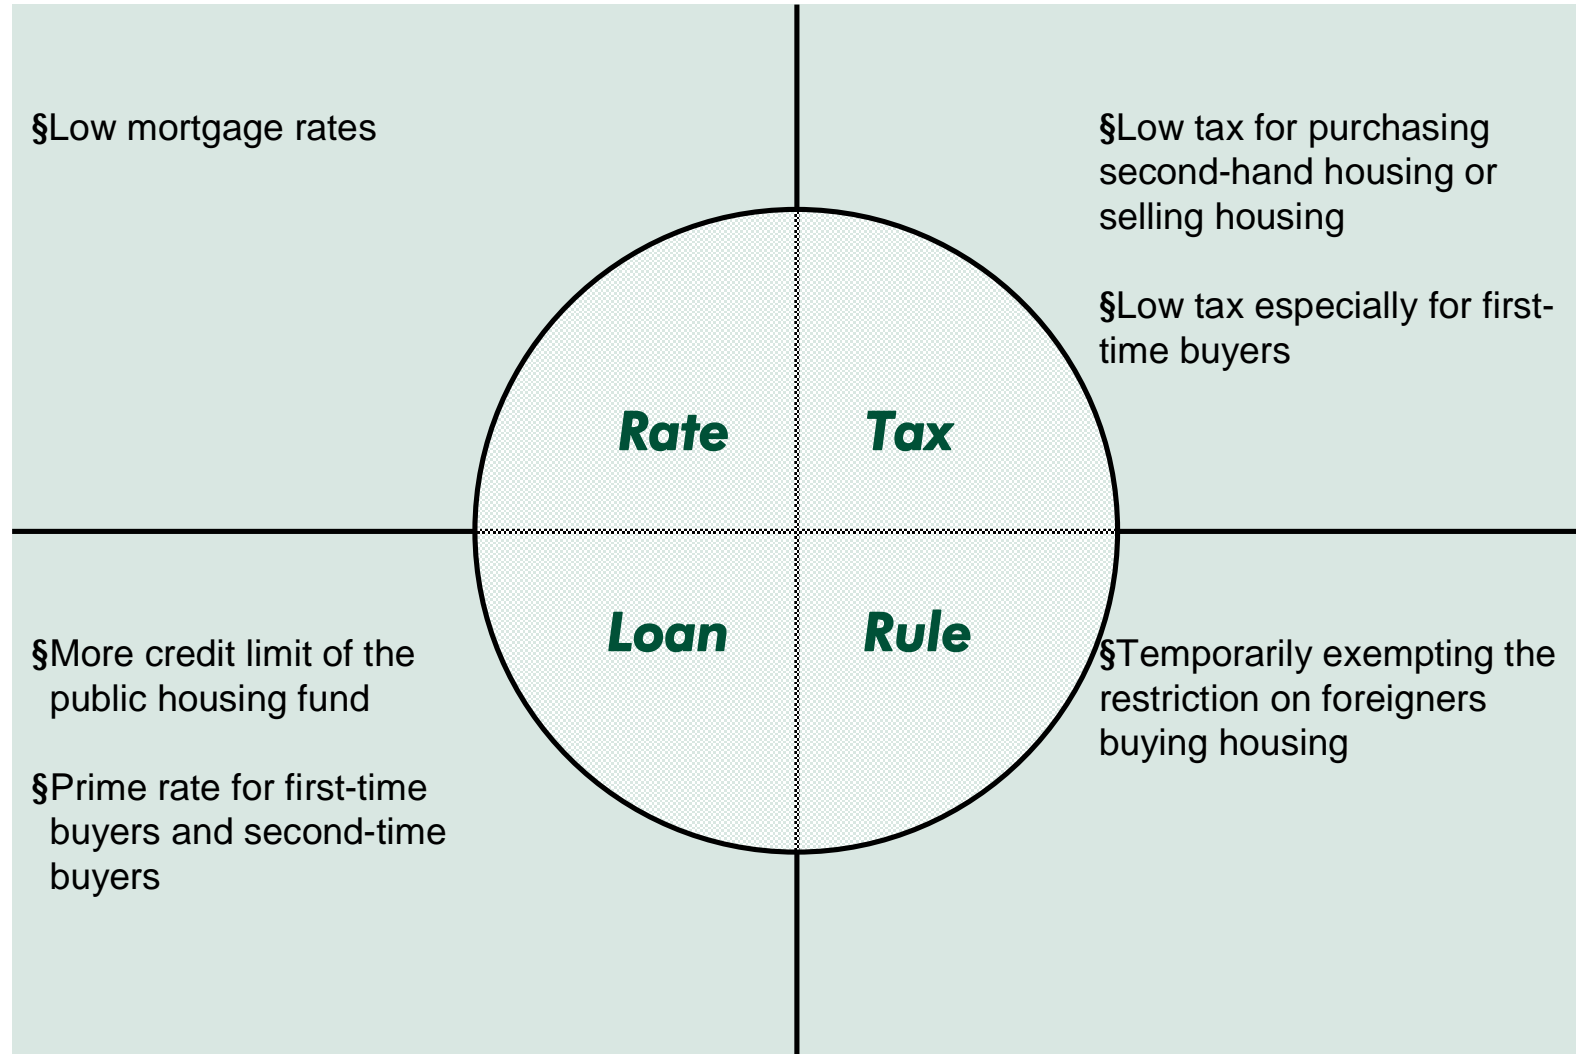 §Low mortgage rates
§Low tax for purchasing
second-hand housing or
selling housing
§Low tax especially for first-
time buyers
Rate
Tax
Loan
Rule
§More credit limit of the
public housing fund
§Prime rate for first-time
buyers and second-time
buyers
§Temporarily exempting the
restriction on foreigners
buying housing